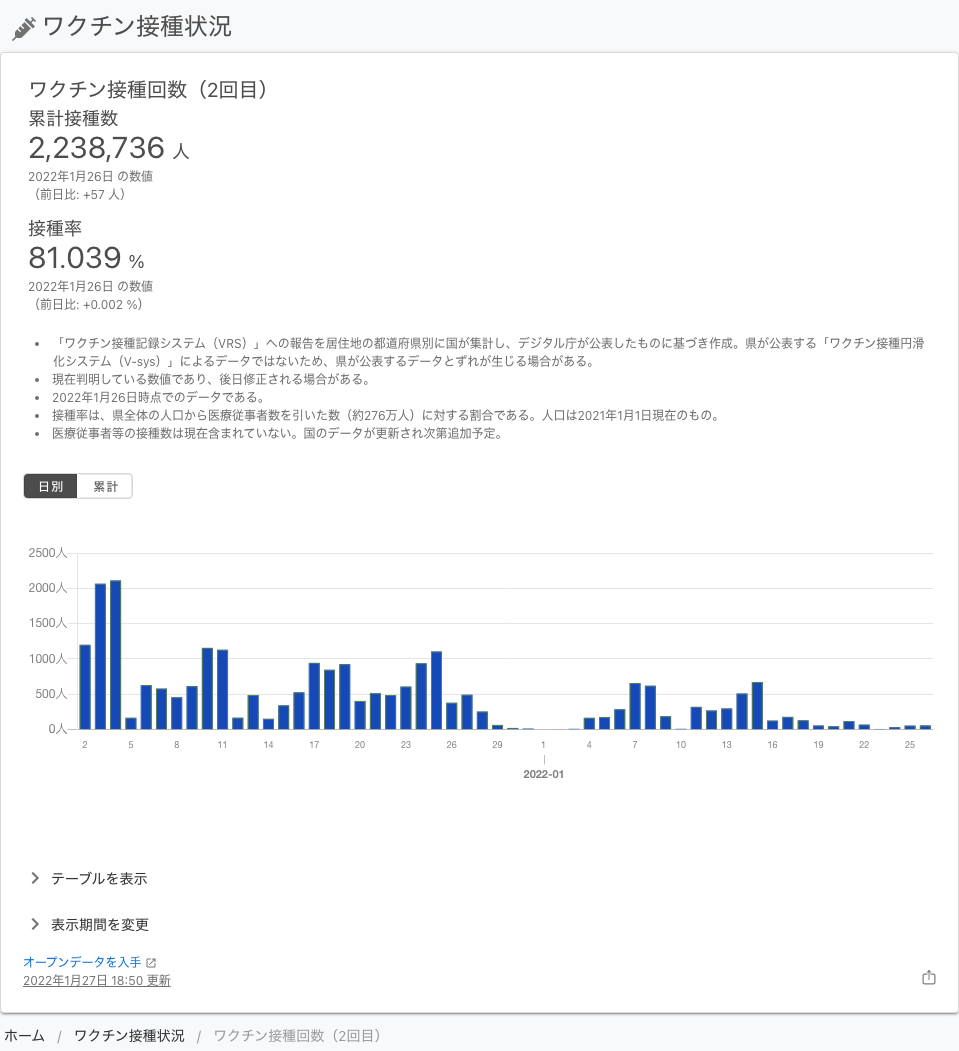 ワクチン接種状況
ワクチン接種回数（2回目）
累計接種数
2,238,736 人
2022年1月26日 の数値
（前日比: +57 人）
接種率
81.039 %
2022年1月26日 の数値
（前日比: +0.002 %）
• 「ワクチン接種記録システム（VRS）」への報告を居住地の都道府県別に国が集計し、デジタル庁が公表したものに基づき作成。県が公表する「ワクチン接種円滑
化システム（V-sys）」によるデータではないため、県が公表するデータとずれが生じる場合がある。
• 現在判明している数値であり、後日修正される場合がある。
• 2022年1月26日時点でのデータである。
• 接種率は、県全体の人口から医療従事者数を引いた数（約276万人）に対する割合である。人口は2021年1月1日現在のもの。
• 医療従事者等の接種数は現在含まれていない。国のデータが更新され次第追加予定。
日別 累計
2500人
2000人
1500人
1000人
500人
0人
2 5 8 11 14 17 20 23 26 29 1 4 7 10 13 16 19 22 25
2022-01
テーブルを表示
表示期間を変更
オープンデータを入手
2022年1月27日 18:50 更新
ホーム / ワクチン接種状況 / ワクチン接種回数（2回目）